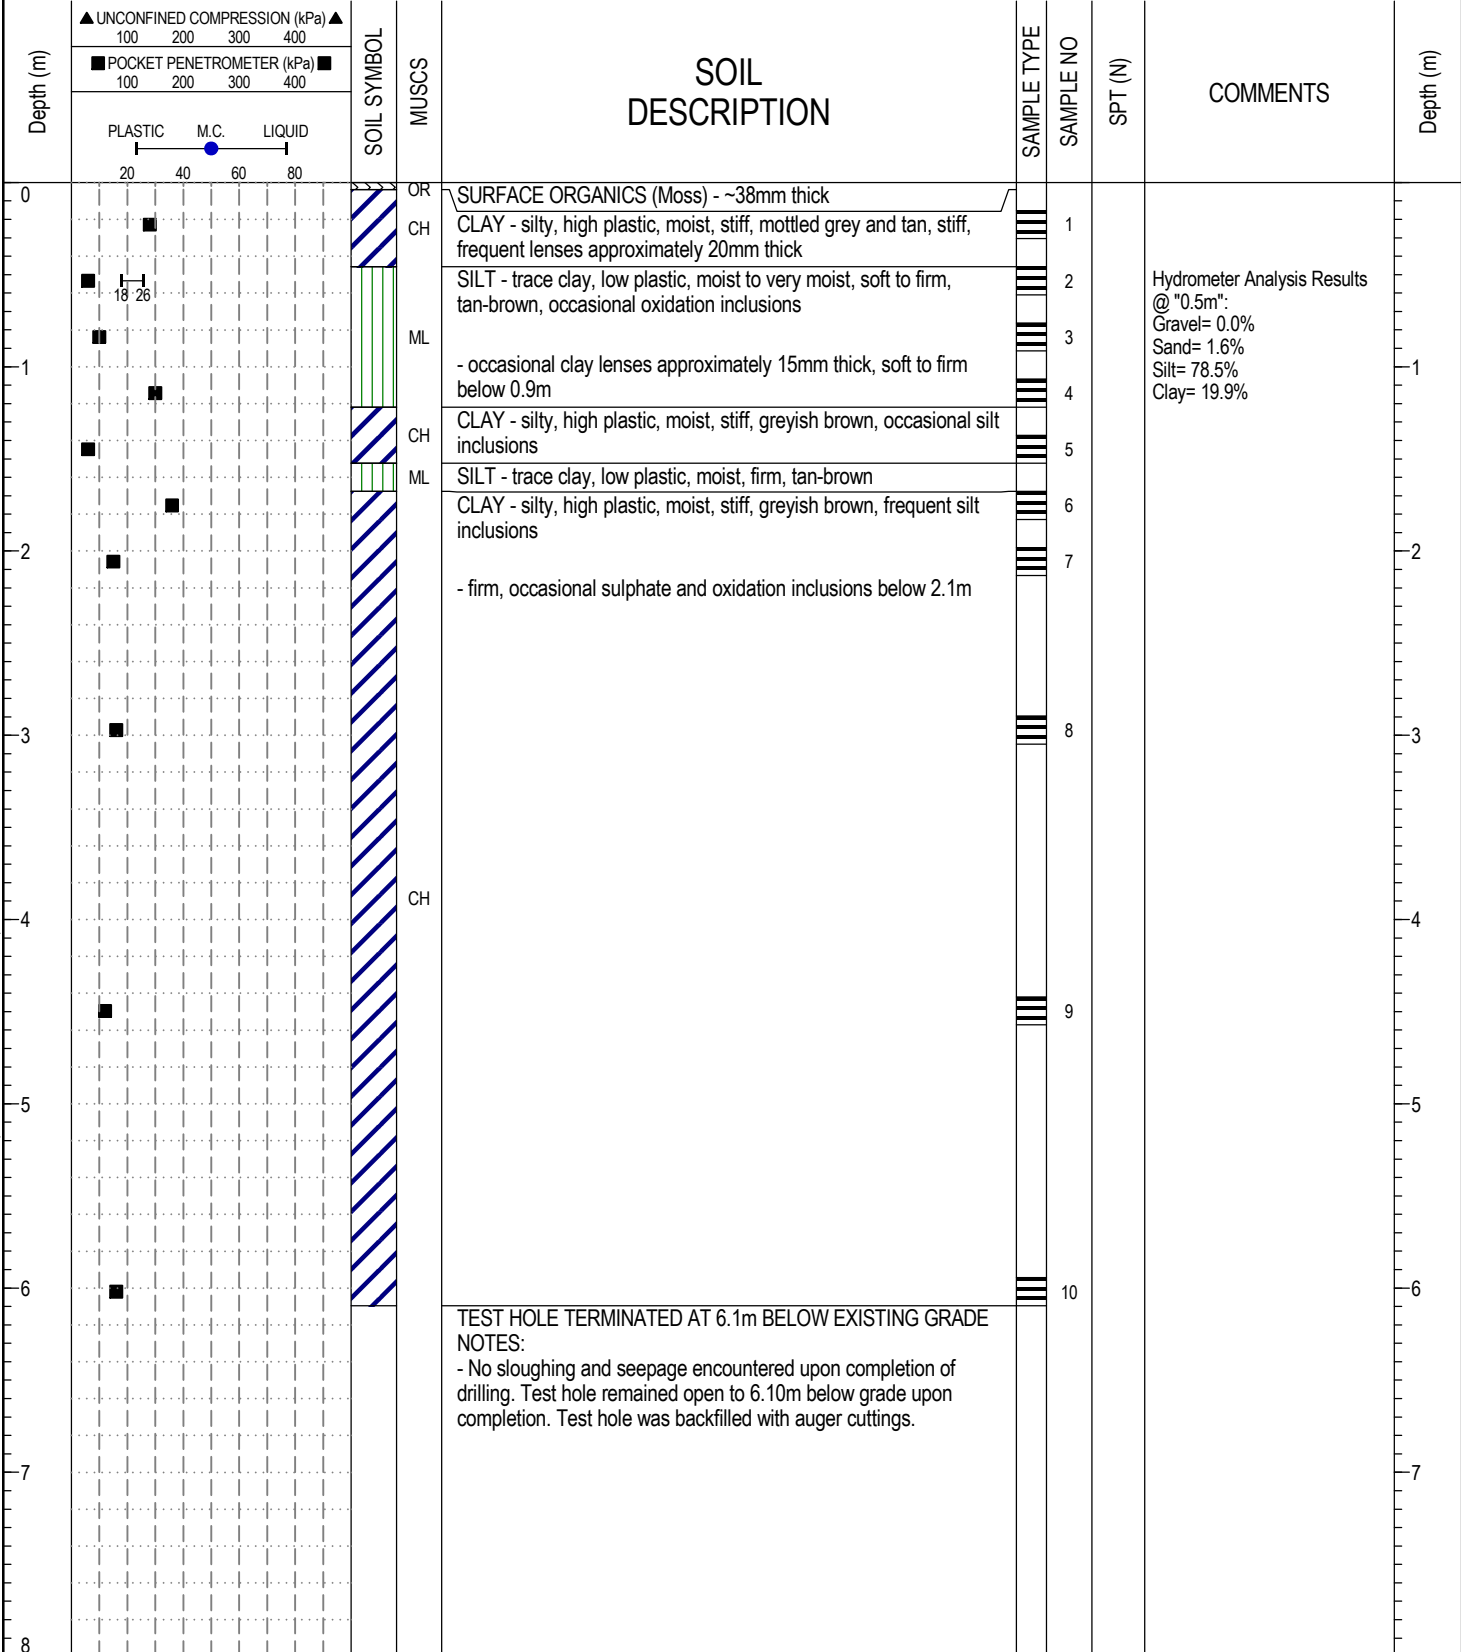 Depth (m)
▲ UNCONFINED COMPRESSION (kPa) ▲
100 200 300 400
■ POCKET PENETROMETER (kPa) ■
100 200 300 400
PLASTIC M.C. LIQUID
20 40 60 80
SOIL SYMBOL
MUSCS
SOIL
DESCRIPTION
SAMPLE TYPE
SAMPLE NO
SPT (N)
COMMENTS
Depth (m)
0
OR
SURFACE ORGANICS (Moss) - ~38mm thick
CH
CLAY - silty, high plastic, moist, stiff, mottled grey and tan, stiff,
frequent lenses approximately 20mm thick
1
18 26
SILT - trace clay, low plastic, moist to very moist, soft to firm,
tan-brown, occasional oxidation inclusions
2
Hydrometer Analysis Results
@ "0.5m":
Gravel= 0.0%
Sand= 1.6%
Silt= 78.5%
Clay= 19.9%
ML
3
1
- occasional clay lenses approximately 15mm thick, soft to firm
below 0.9m
4
1
CH
CLAY - silty, high plastic, moist, stiff, greyish brown, occasional silt
inclusions
5
ML
SILT - trace clay, low plastic, moist, firm, tan-brown
CLAY - silty, high plastic, moist, stiff, greyish brown, frequent silt
inclusions
6
2
7
2
- firm, occasional sulphate and oxidation inclusions below 2.1m
3
8
3
CH
4
4
9
5
5
6
10
6
TEST HOLE TERMINATED AT 6.1m BELOW EXISTING GRADE
NOTES:
- No sloughing and seepage encountered upon completion of
drilling. Test hole remained open to 6.10m below grade upon
completion. Test hole was backfilled with auger cuttings.
7
7
8